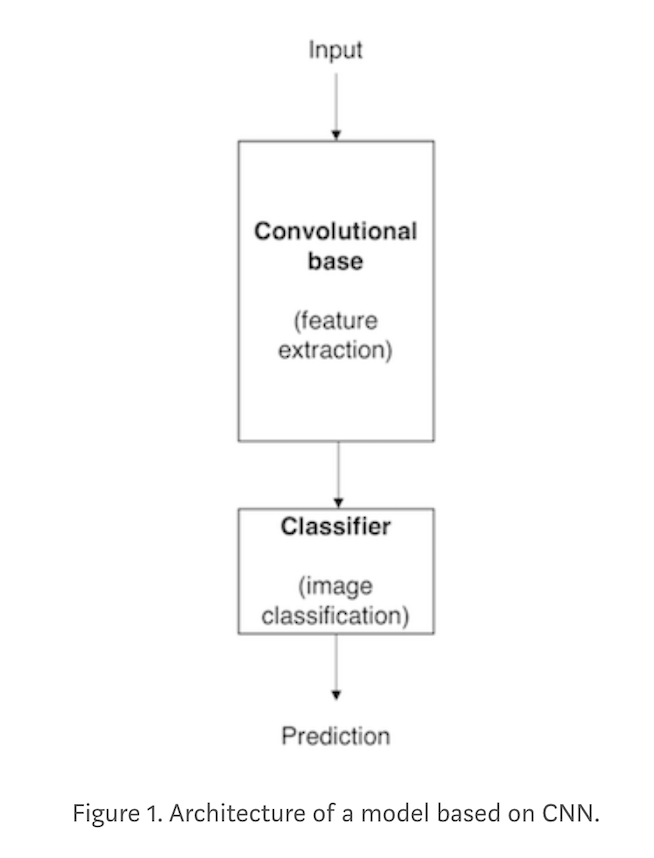 Input
Convolutional
base
(feature
extraction)
Classifier
(image
classification)
Prediction
Figure 1. Architecture of a model based on CNN.